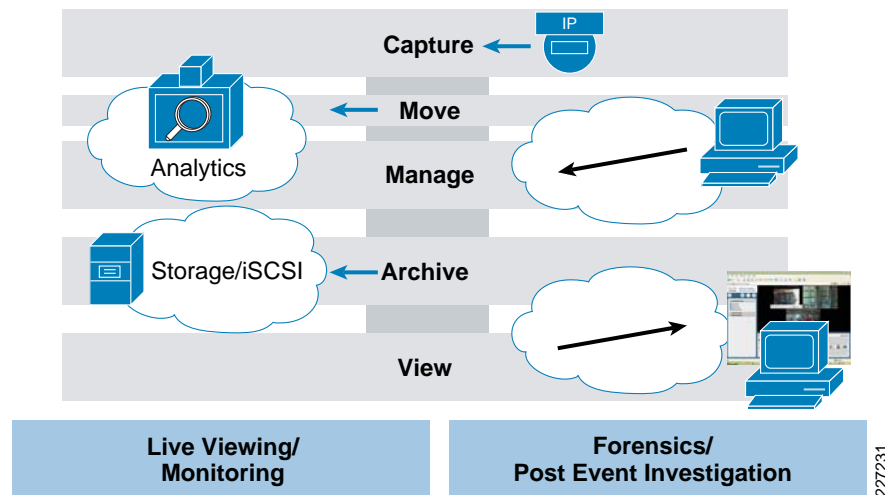 IP
Capture
Move
Analytics
Manage
Storage/iSCSI
Archive
View
Live Viewing/
Monitoring
Forensics/
Post Event Investigation
227231